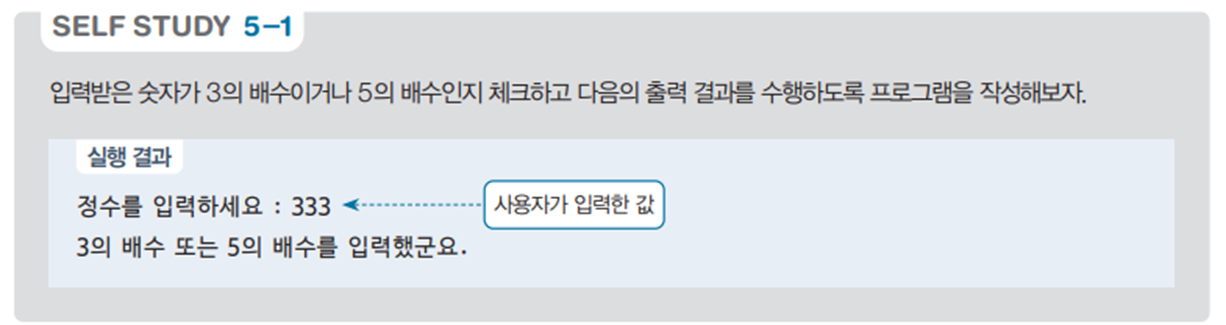 SELF STUDY 5-1
입력받은 숫자가 3의 배수이거나 5의 배수인지 체크하고 다음의 출력 결과를 수행하도록 프로그램을 작성해보자.
실행 결과
정수를 입력하세요 : 333
사용자가 입력한 값
3의 배수 또는 5의 배수를 입력했군요.